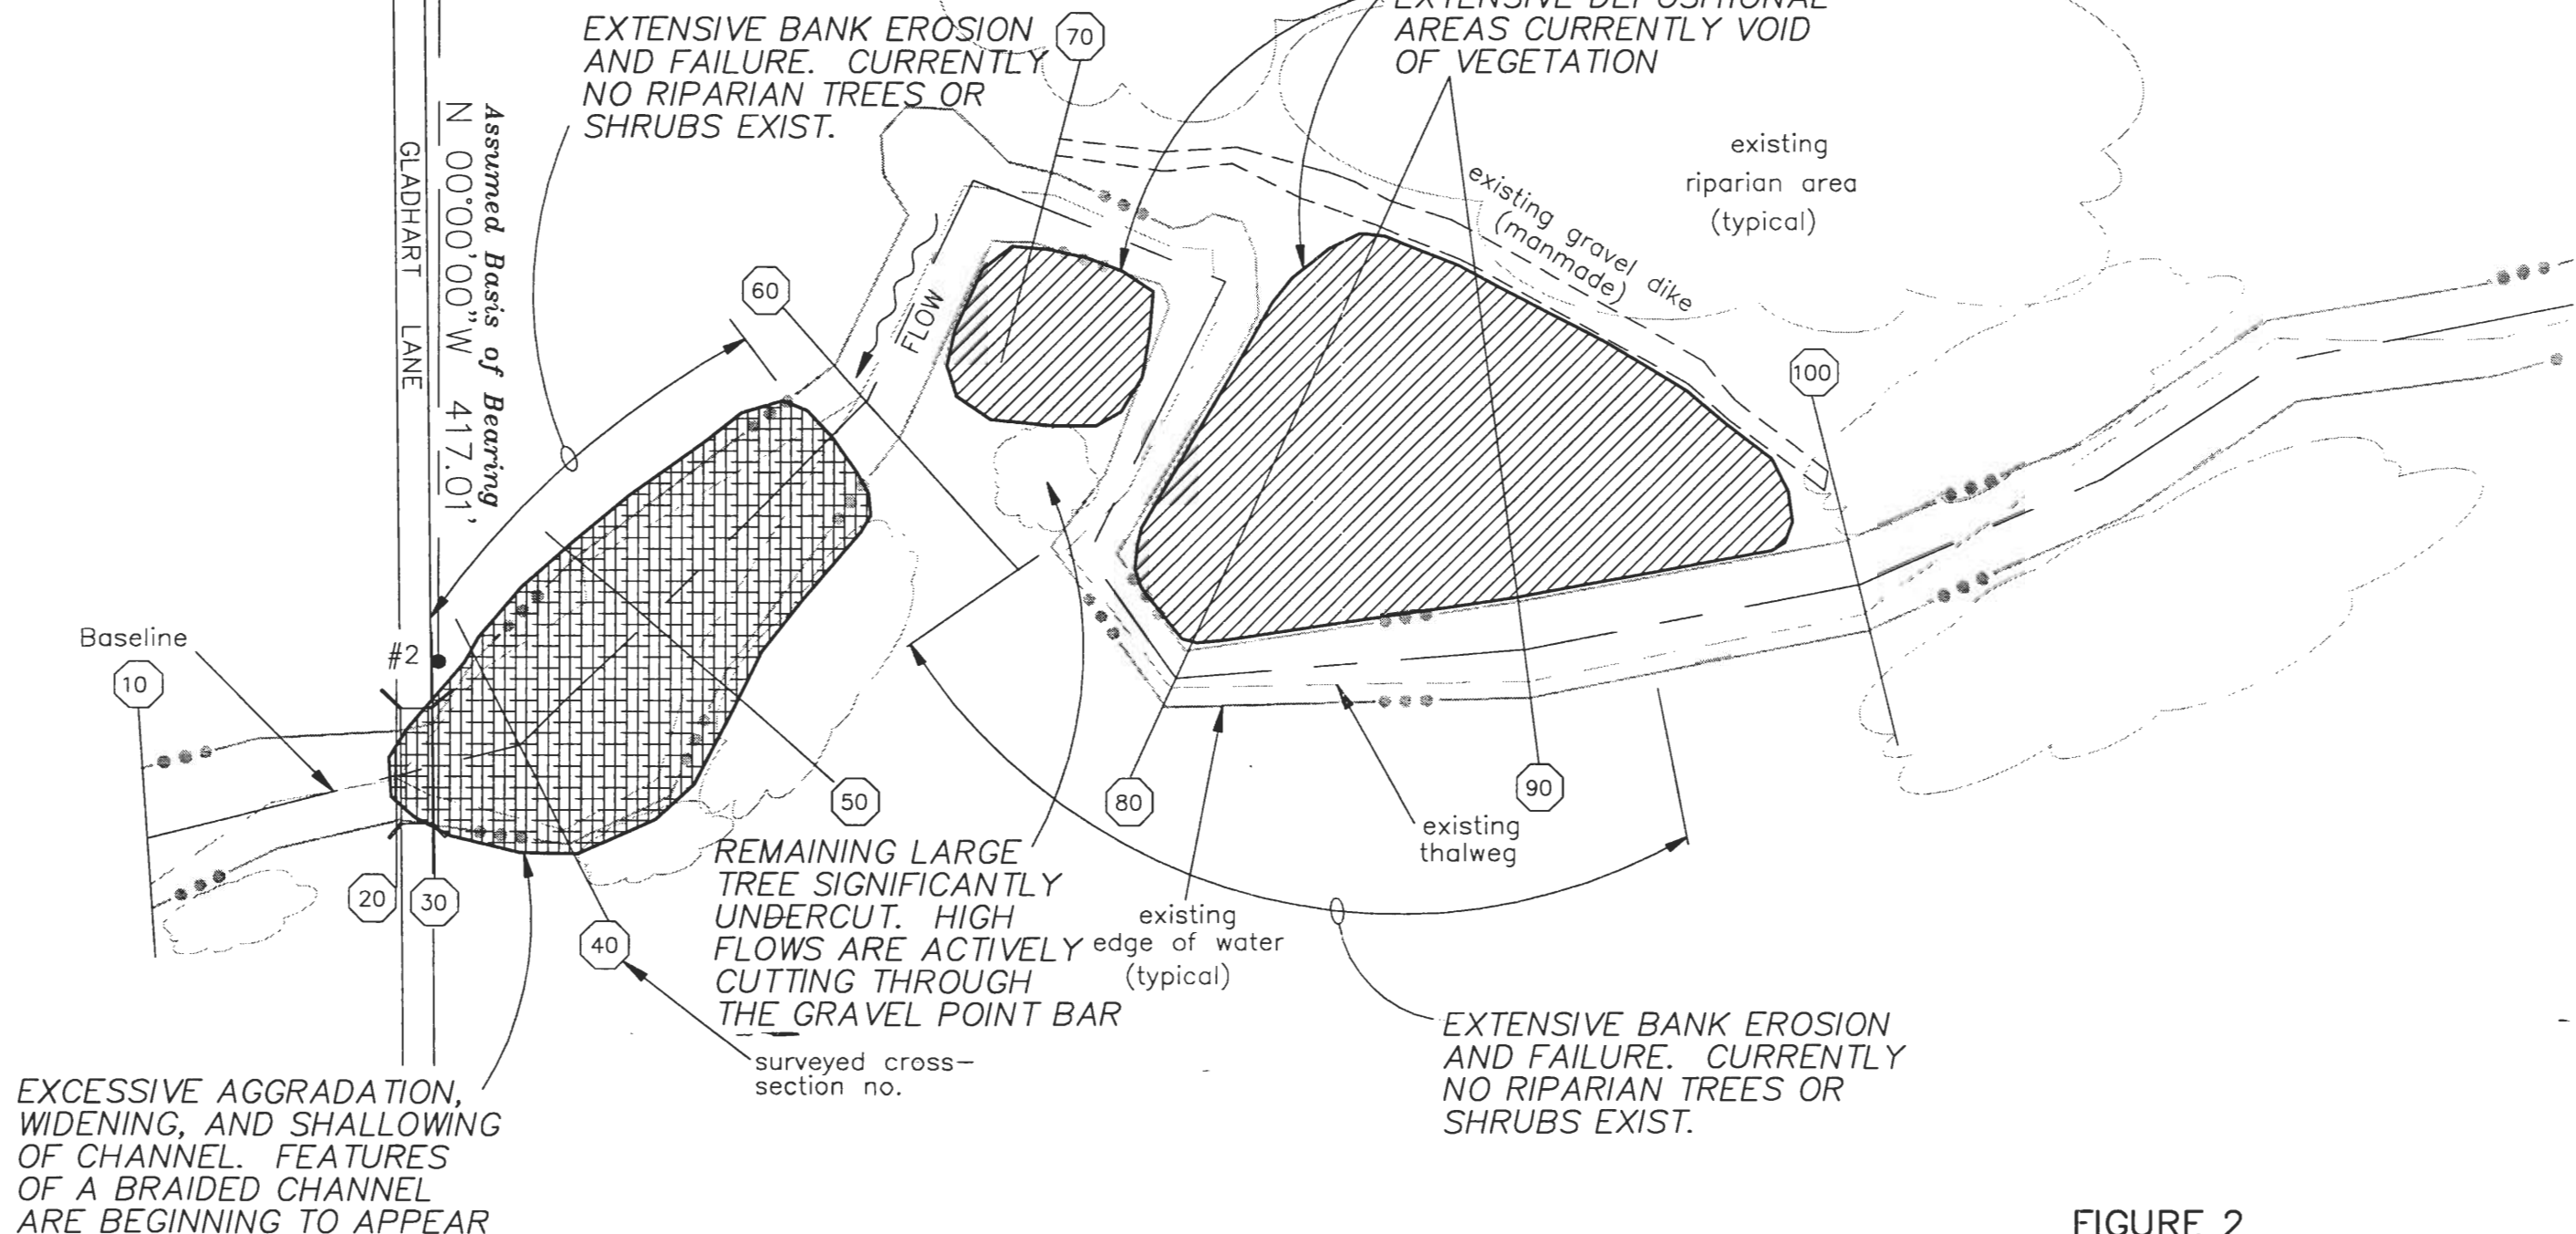 EXTENSIVE BANK EROSION
AND FAILURE. CURRENTLY
NO RIPARIAN TREES OR
SHRUBS EXIST.
70
EXTENSIVE DEPOSITIONAL
AREAS CURRENTLY VOID
OF VEGETATION
Assumed Basis of Bearing
N 00°00'00"W 417.01'
GLADHART LANE
existing
riparian area
(typical)
existing gravel dike
(manmade)
60
FLOW
100
Baseline
#2
10
50
80
90
existing
thalweg
20
30
40
REMAINING LARGE
TREE SIGNIFICANTLY
UNDERCUT. HIGH
FLOWS ARE ACTIVELY
CUTTING THROUGH
THE GRAVEL POINT BAR
existing
edge of water
(typical)
surveyed cross-
section no.
EXTENSIVE BANK EROSION
AND FAILURE. CURRENTLY
NO RIPARIAN TREES OR
SHRUBS EXIST.
EXCESSIVE AGGRADATION,
WIDENING, AND SHALLOWING
OF CHANNEL. FEATURES
OF A BRAIDED CHANNEL
ARE BEGINNING TO APPEAR
FIGURE 2